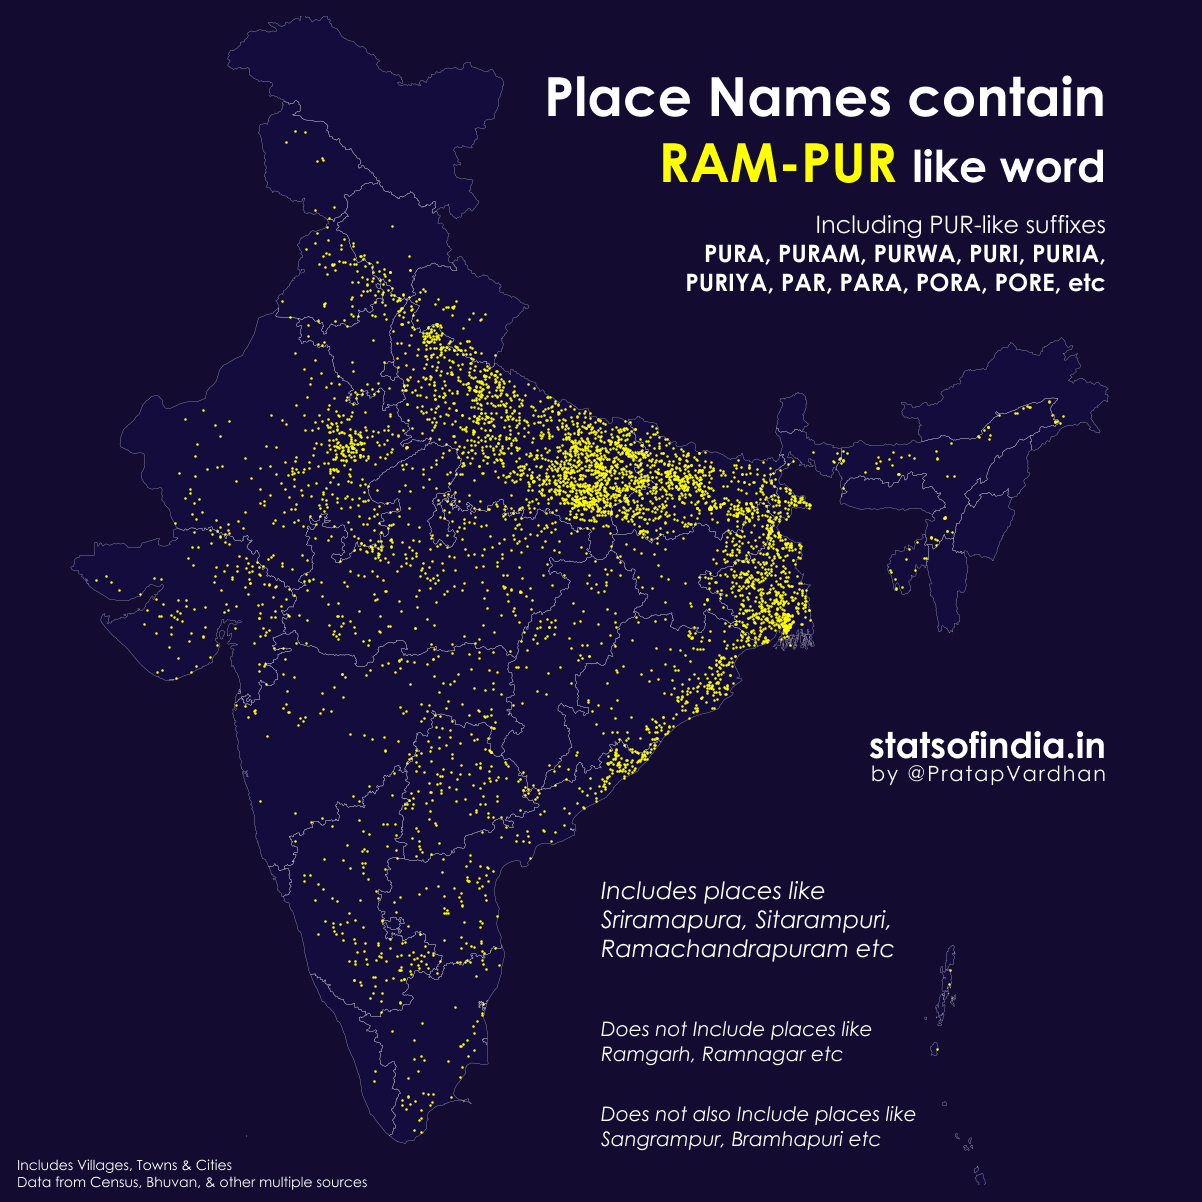 Place Names contain
RAM-PUR like word
Including PUR-like suffixes
PURA, PURAM, PURWA, PURI, PURIA,
PURIYA, PAR, PARA, PORA, PORE, etc
statsofindia.in
by @PratapVardhan
Includes places like
Sriramapura, Sitarampuri,
Ramachandrapuram etc
Does not Include places like
Ramgarh, Ramnagar etc
Does not also Include places like
Sangrampur, Bramhapuri etc
Includes Villages, Towns & Cities
Data from Census, Bhuvan, & other multiple sources